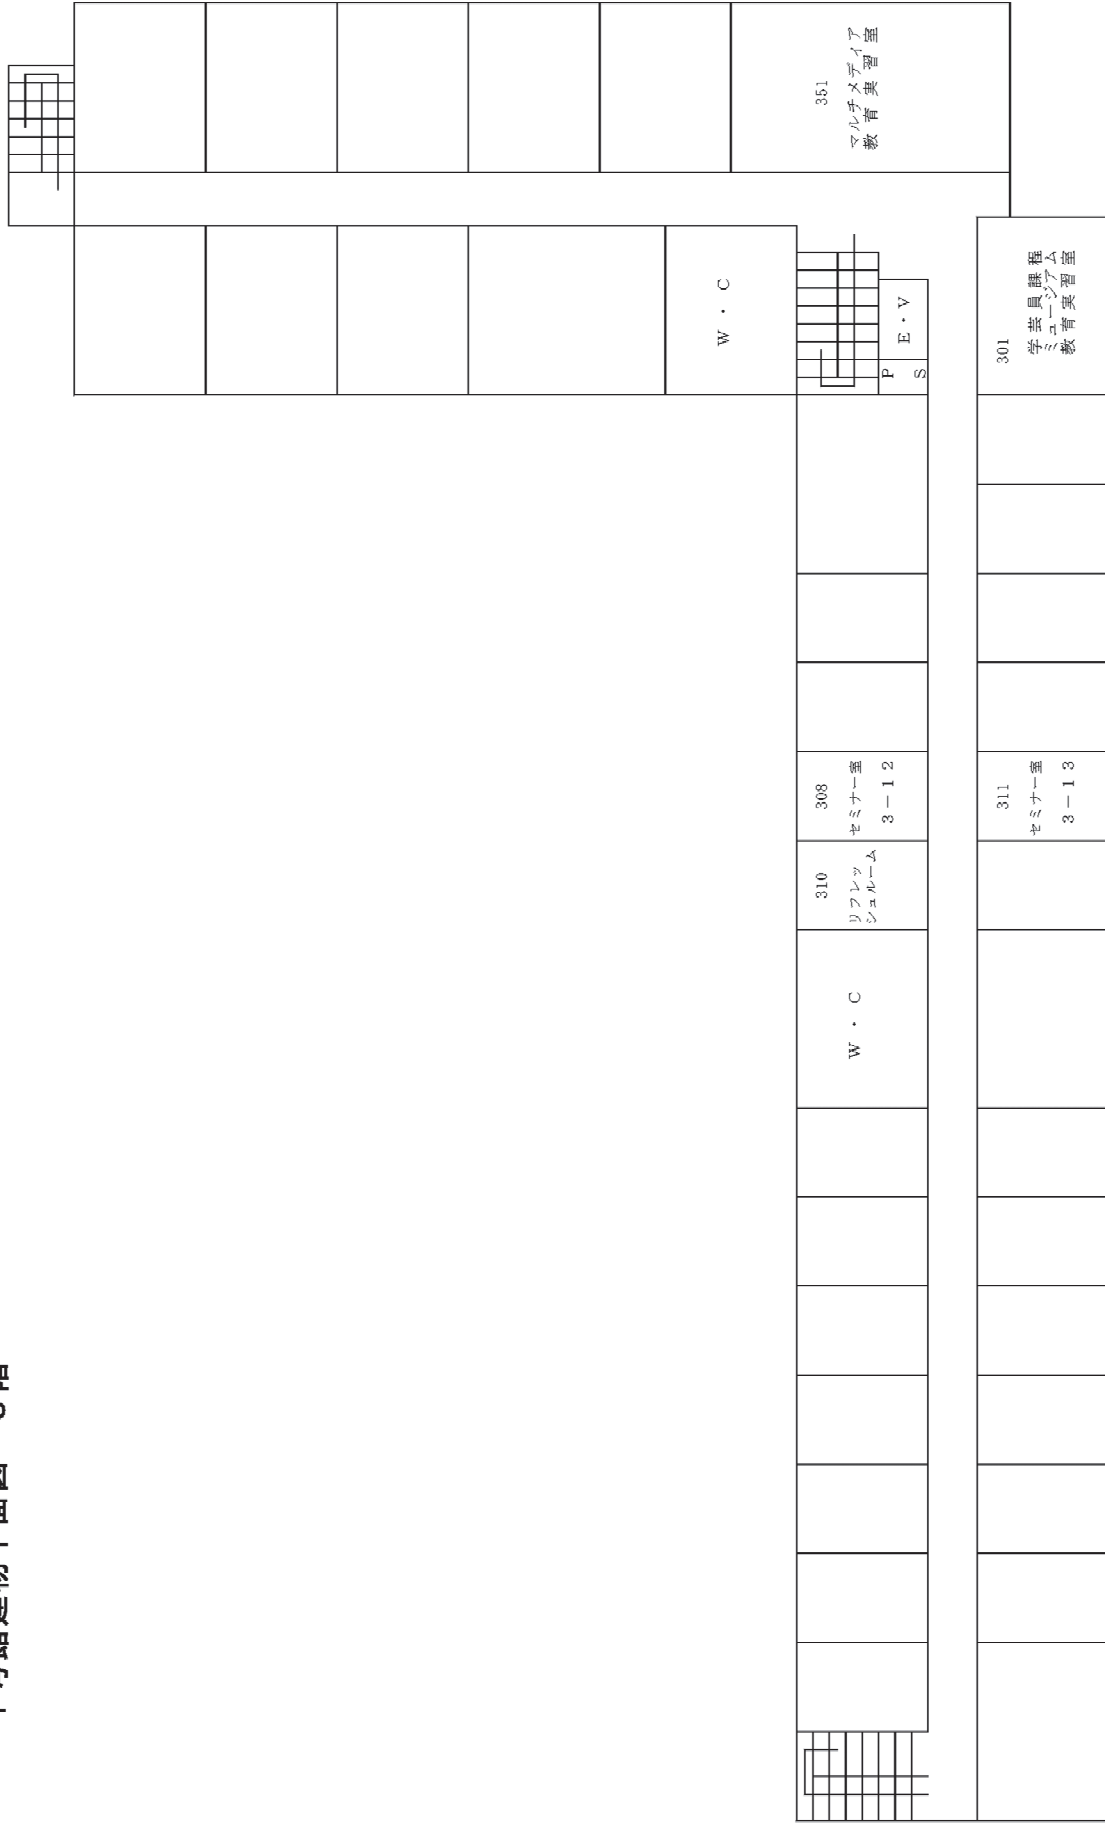 351
マルチメディア
教育実習室
W・C
E・V
P S
301
学芸員課程
ミュージアム
教育実習室
308
セミナー室
3－12
311
セミナー室
3－13
310
リフレッ
シュルーム
W・C